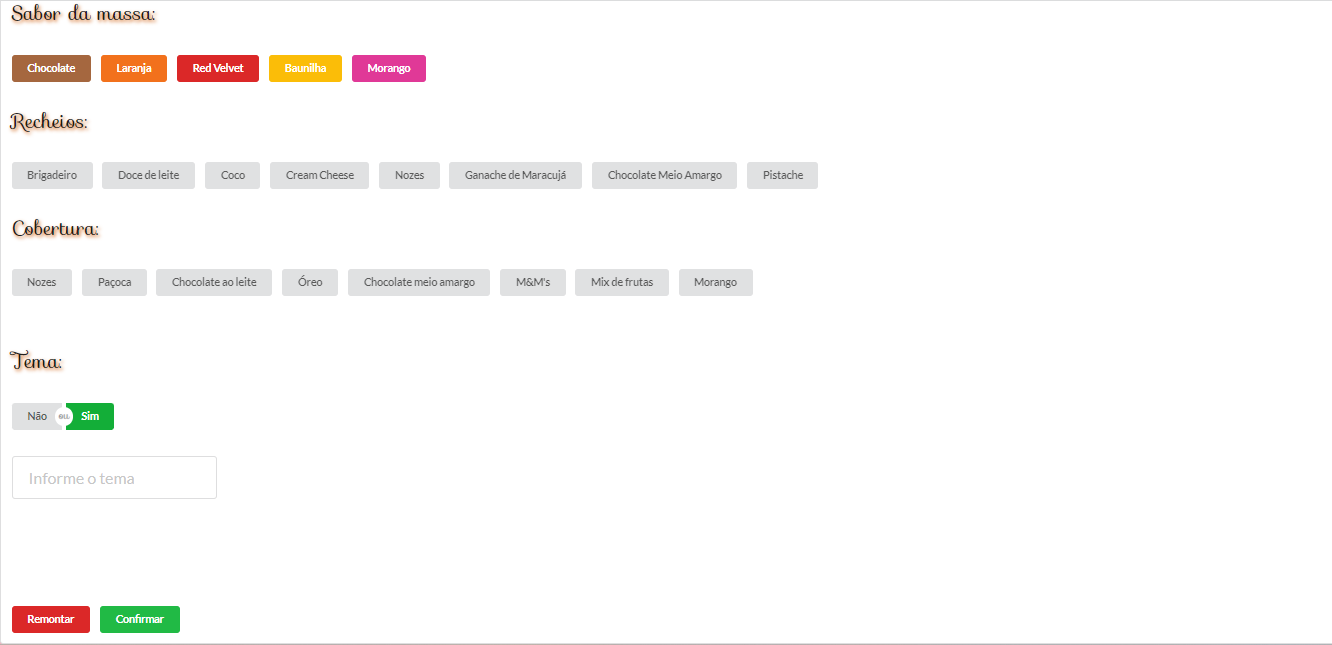 Sabor da massa:
Chocolate Laranja Red Velvet Baunilha Morango
Recheios:
Brigadeiro Doce de leite Coco Cream Cheese Nozes Ganache de Maracujá Chocolate Meio Amargo Pistache
Cobertura:
Nozes Paçoca Chocolate ao leite Óreo Chocolate meio amargo M&M's Mix de frutas Morango
Tema:
Não ou Sim
Informe o tema
Remontar Confirmar